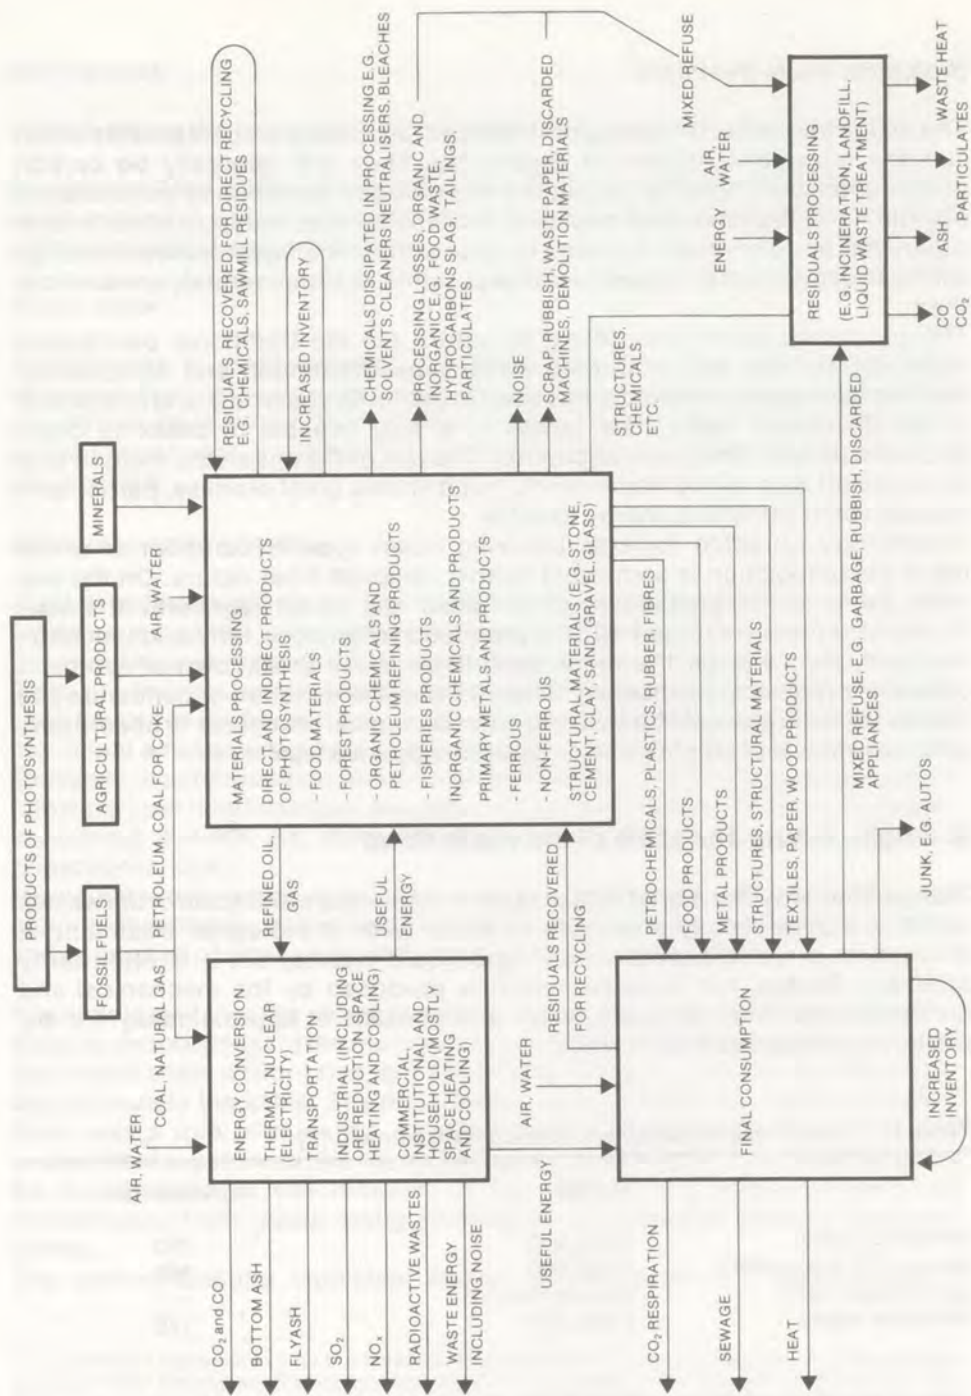 PRODUCTS OF PHOTOSYNTHESIS
FOSSIL FUELS
AGRICULTURAL PRODUCTS
MINERALS
AIR, WATER
COAL, NATURAL GAS
PETROLEUM, COAL FOR COKE
AIR, WATER
RESIDUALS RECOVERED FOR DIRECT RECYCLING
E.G. CHEMICALS, SAWMILL RESIDUES
INCREASED INVENTORY
ENERGY CONVERSION
THERMAL, NUCLEAR
(ELECTRICITY)
TRANSPORTATION
INDUSTRIAL (INCLUDING
ORE REDUCTION SPACE
HEATING AND COOLING)
COMMERCIAL,
INSTITUTIONAL AND
HOUSEHOLD (MOSTLY
SPACE HEATING
AND COOLING)
REFINED OIL,
GAS
USEFUL
ENERGY
MATERIALS PROCESSING
DIRECT AND INDIRECT PRODUCTS
OF PHOTOSYNTHESIS
- FOOD MATERIALS
- FOREST PRODUCTS
- ORGANIC CHEMICALS AND
PETROLEUM REFINING PRODUCTS
- FISHERIES PRODUCTS
INORGANIC CHEMICALS AND PRODUCTS
PRIMARY METALS AND PRODUCTS
- FERROUS
- NON-FERROUS
STRUCTURAL MATERIALS (E.G. STONE,
CEMENT, CLAY, SAND, GRAVEL, GLASS)
CHEMICALS DISSIPATED IN PROCESSING E.G.
SOLVENTS, CLEANERS NEUTRALISERS, BLEACHES
PROCESSING LOSSES, ORGANIC AND
INORGANIC E.G. FOOD WASTE,
HYDROCARBONS SLAG, TAILINGS,
PARTICULATES
NOISE
SCRAP, RUBBISH, WASTE PAPER, DISCARDED
MACHINES, DEMOLITION MATERIALS
CO₂ and CO
BOTTOM ASH
FLYASH
SO₂
NOₓ
RADIOACTIVE WASTES
WASTE ENERGY
INCLUDING NOISE
USEFUL ENERGY
AIR, WATER
RESIDUALS RECOVERED
FOR RECYCLING
STRUCTURES,
CHEMICALS
ETC.
MIXED REFUSE
PETROCHEMICALS, PLASTICS, RUBBER, FIBRES
FOOD PRODUCTS
METAL PRODUCTS
STRUCTURES, STRUCTURAL MATERIALS
TEXTILES, PAPER, WOOD PRODUCTS
ENERGY
AIR,
WATER
FINAL CONSUMPTION
CO₂ RESPIRATION
SEWAGE
HEAT
INCREASED
INVENTORY
JUNK, E.G. AUTOS
MIXED REFUSE, E.G. GARBAGE, RUBBISH, DISCARDED
APPLIANCES
RESIDUALS PROCESSING
(E.G. INCINERATION, LANDFILL,
LIQUID WASTE TREATMENT)
CO
CO₂
ASH
PARTICULATES
WASTE HEAT